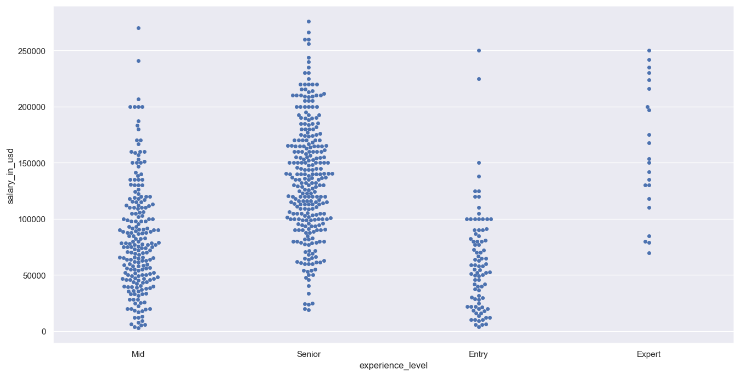 250000
200000
150000
100000
50000
0
salary_in_usd
Mid Senior Entry Expert
experience_level